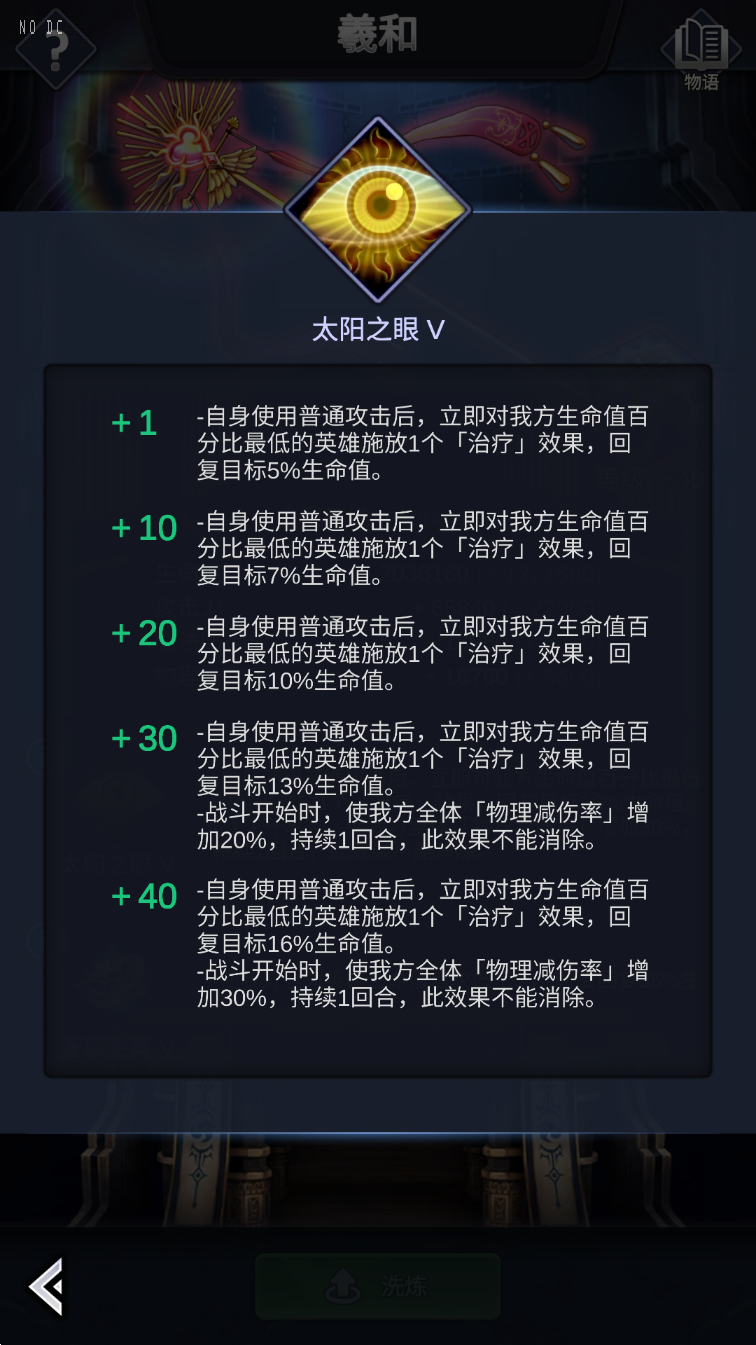 NO DC
羲和
物语
太阳之眼 V
+1
-自身使用普通攻击后，立即对我方生命值百
分比最低的英雄施放1个「治疗」效果，回
复目标5%生命值。
+10
-自身使用普通攻击后，立即对我方生命值百
分比最低的英雄施放1个「治疗」效果，回
复目标7%生命值。
+20
-自身使用普通攻击后，立即对我方生命值百
分比最低的英雄施放1个「治疗」效果，回
复目标10%生命值。
+30
-自身使用普通攻击后，立即对我方生命值百
分比最低的英雄施放1个「治疗」效果，回
复目标13%生命值。
-战斗开始时，使我方全体「物理减伤率」增
加20%，持续1回合，此效果不能消除。
+40
-自身使用普通攻击后，立即对我方生命值百
分比最低的英雄施放1个「治疗」效果，回
复目标16%生命值。
-战斗开始时，使我方全体「物理减伤率」增
加30%，持续1回合，此效果不能消除。
洗炼